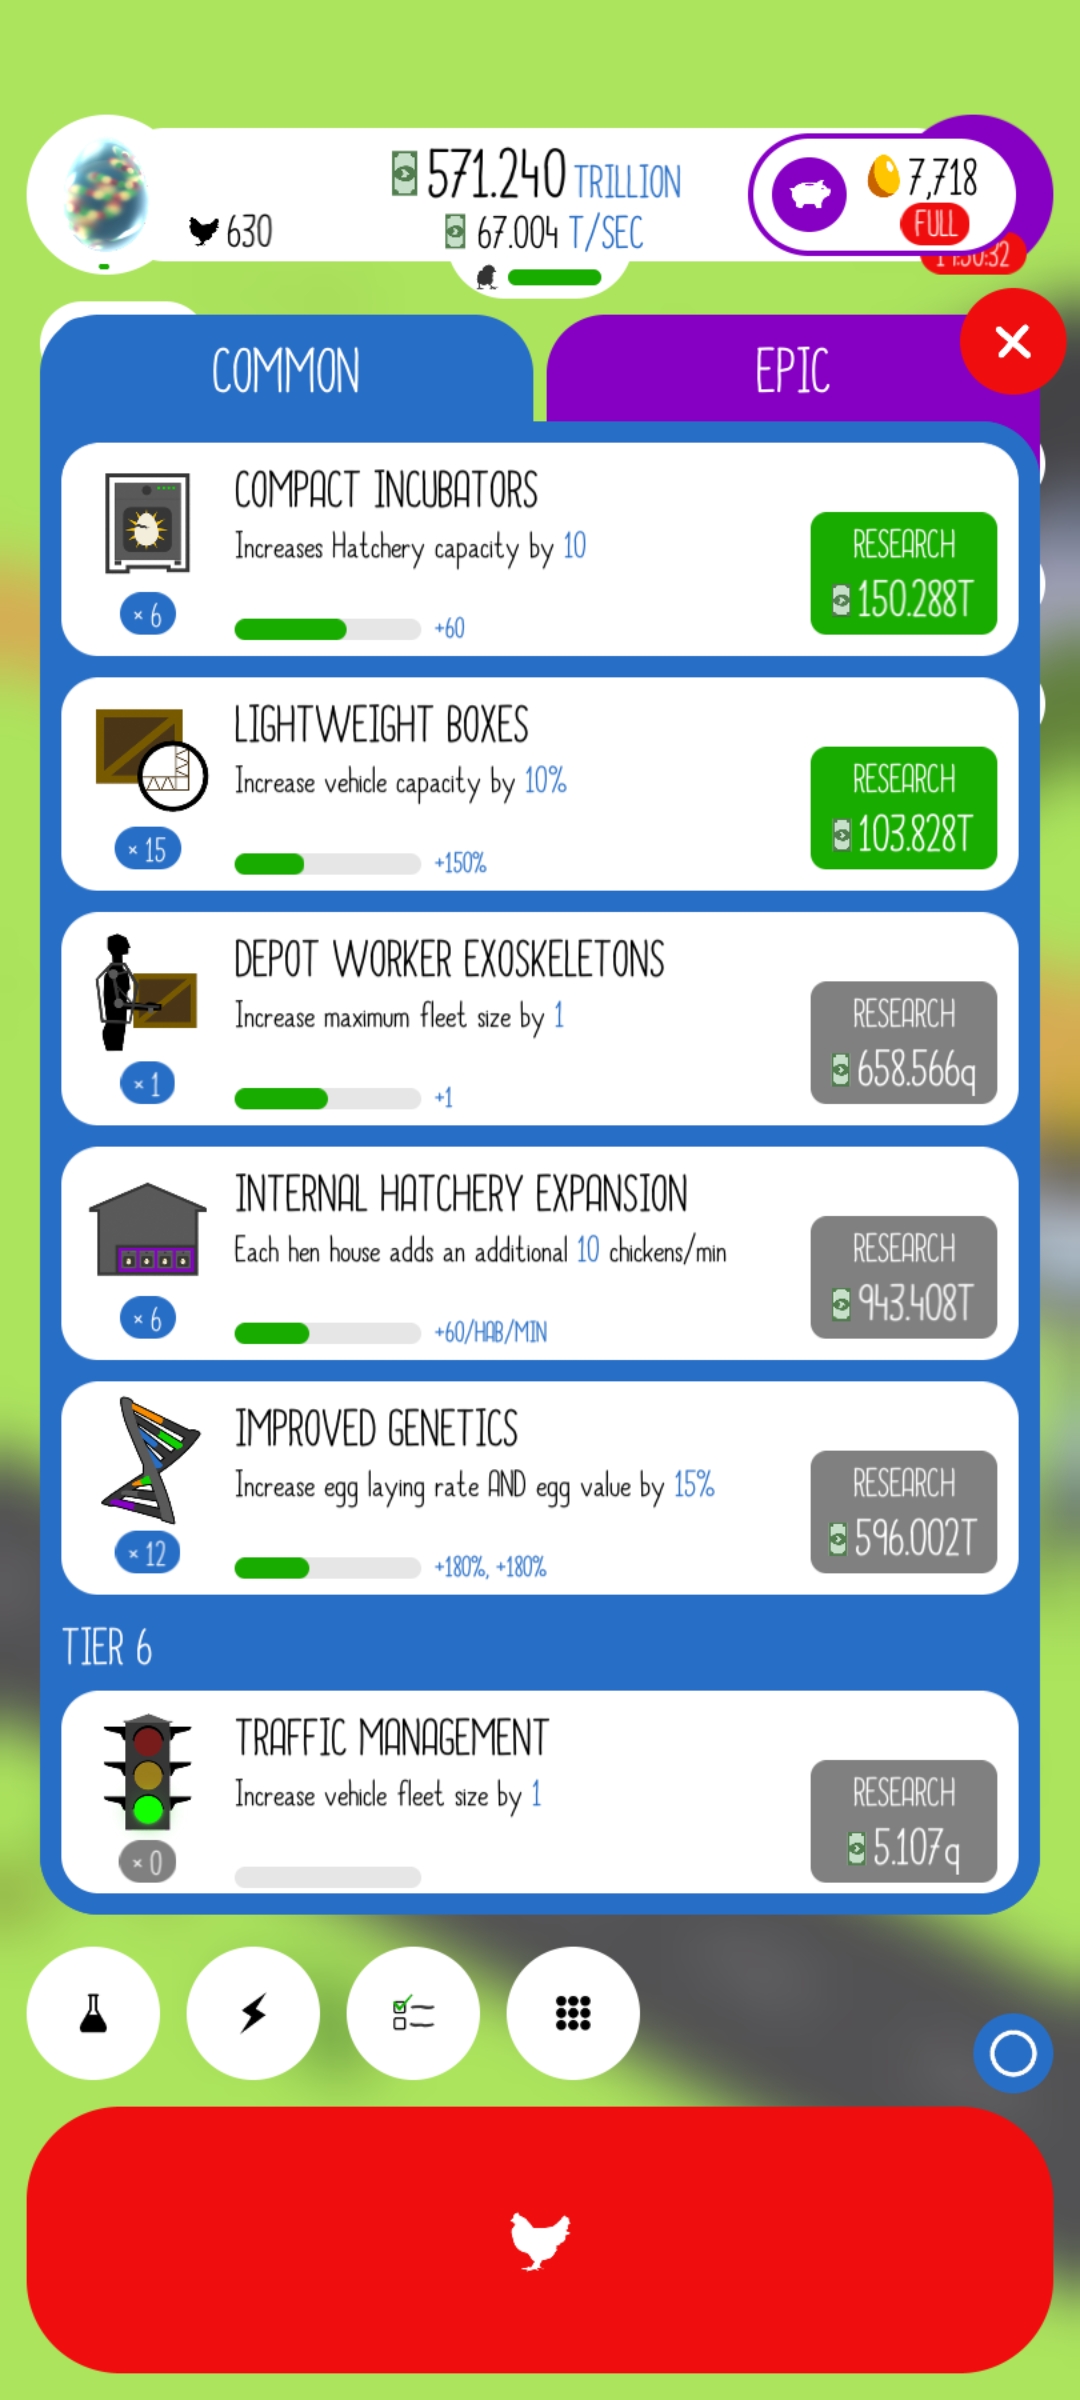 571.240 TRILLION
7,718
630
67.004 T/SEC
FULL
COMMON
EPIC
COMPACT INCUBATORS
Increases Hatchery capacity by 10
RESEARCH
150.288T
× 6
+60
LIGHTWEIGHT BOXES
Increase vehicle capacity by 10%
RESEARCH
103.828T
× 15
+150%
DEPOT WORKER EXOSKELETONS
Increase maximum fleet size by 1
RESEARCH
658.566q
× 1
+1
INTERNAL HATCHERY EXPANSION
Each hen house adds an additional 10 chickens/min
RESEARCH
943.408T
× 6
+60/HAB/MIN
IMPROVED GENETICS
Increase egg laying rate AND egg value by 15%
RESEARCH
596.002T
× 12
+180%, +180%
TIER 6
TRAFFIC MANAGEMENT
Increase vehicle fleet size by 1
RESEARCH
5.107q
× 0